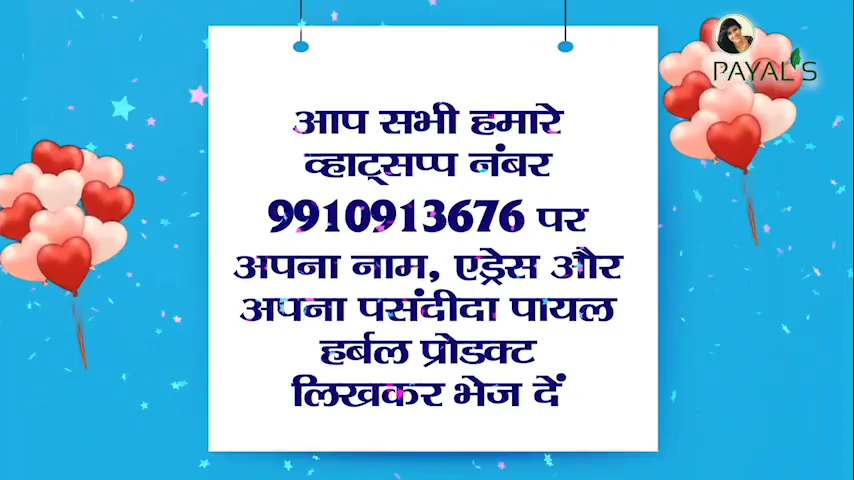 PAYAL'S
आप सभी हमारे
व्हाट्सप्प नंबर
9910913676 पर
अपना नाम, एड्रेस और
अपना पसंदीदा पायल
हर्बल प्रोडक्ट
लिखकर भेज दें